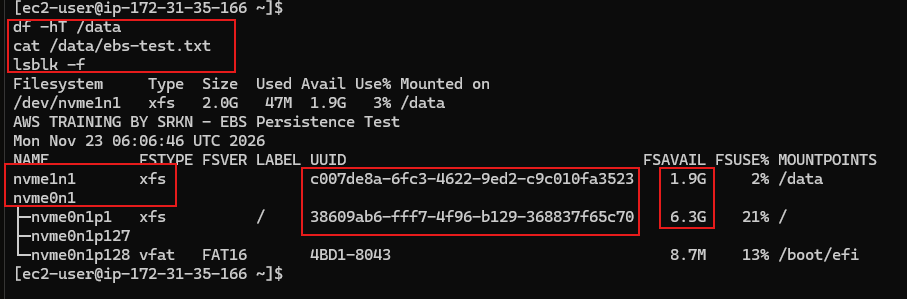 [ec2-user@ip-172-31-35-166 ~]$
df -hT /data
cat /data/ebs-test.txt
lsblk -f
Filesystem     Type  Size  Used Avail Use% Mounted on
/dev/nvme1n1   xfs   2.0G   47M  1.9G   3% /data
AWS TRAINING BY SRKN - EBS Persistence Test
Mon Nov 23 06:06:46 UTC 2026
NAME          FSTYPE FSVER LABEL UUID                                 FSAVAIL FSUSE% MOUNTPOINTS
nvme1n1       xfs                c007de8a-6fc3-4622-9ed2-c9c010fa3523    1.9G     2% /data
nvme0n1
├─nvme0n1p1   xfs          /     38609ab6-fff7-4f96-b129-368837f65c70    6.3G    21% /
├─nvme0n1p127
└─nvme0n1p128 vfat   FAT16       4BD1-8043                               8.7M    13% /boot/efi
[ec2-user@ip-172-31-35-166 ~]$